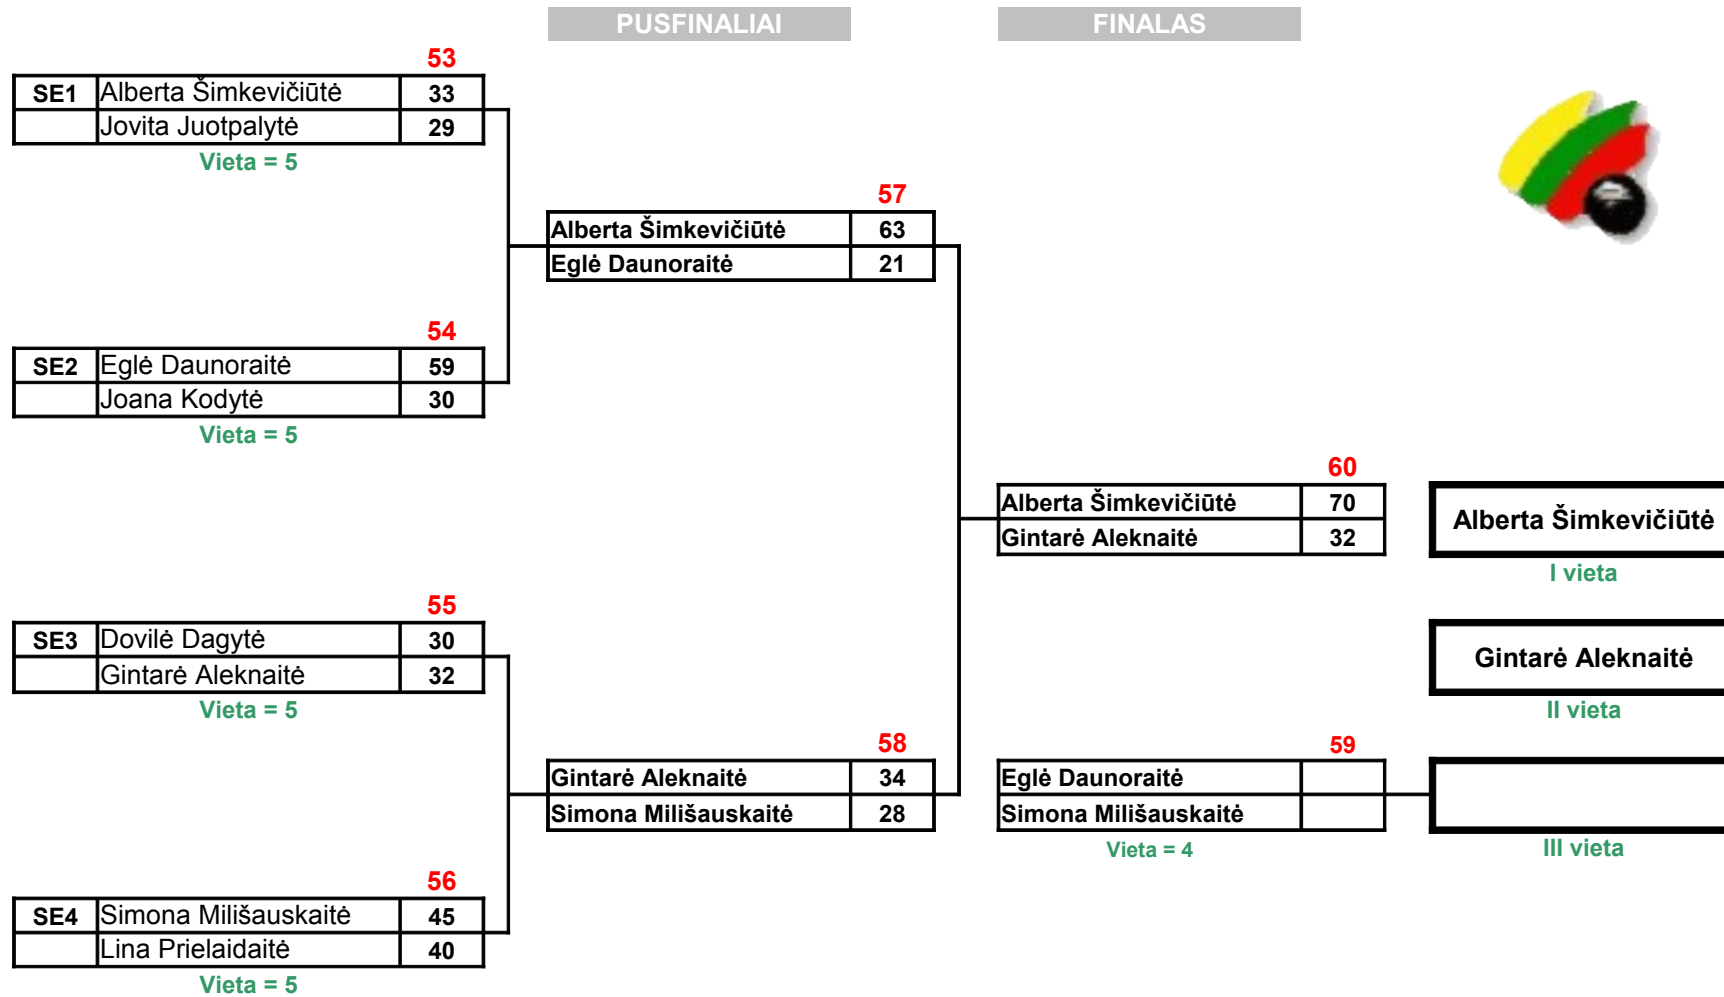 PUSFINALIAI FINALAS
53
SE1 Alberta Šimkevičiūtė 33
Jovita Juotpalytė 29
Vieta = 5
57
Alberta Šimkevičiūtė 63
Eglė Daunoraitė 21
54
SE2 Eglė Daunoraitė 59
Joana Kodytė 30
Vieta = 5
60
Alberta Šimkevičiūtė 70
Gintarė Aleknaitė 32
Alberta Šimkevičiūtė
I vieta
55
SE3 Dovilė Dagytė 30
Gintarė Aleknaitė 32
Vieta = 5
Gintarė Aleknaitė
II vieta
58
Gintarė Aleknaitė 34
Simona Milišauskaitė 28
59
Eglė Daunoraitė
Simona Milišauskaitė
Vieta = 4
III vieta
56
SE4 Simona Milišauskaitė 45
Lina Prielaidaitė 40
Vieta = 5